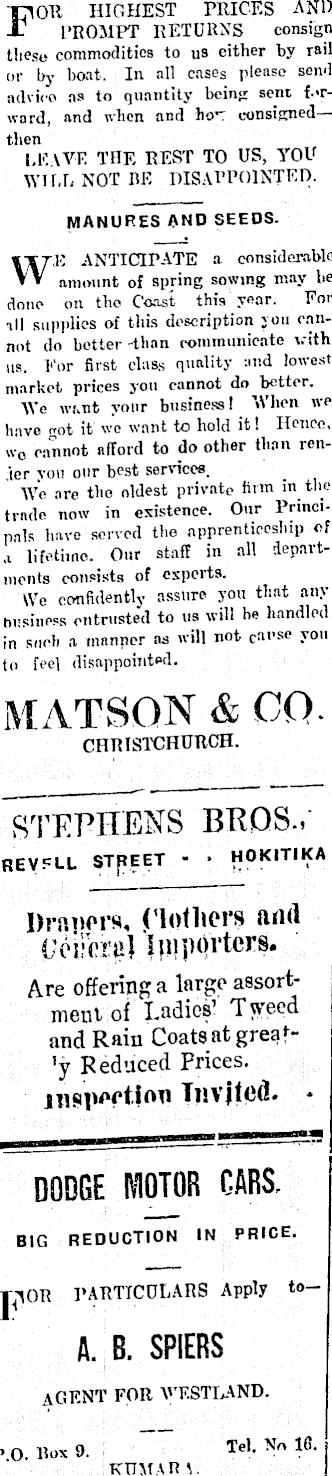 FOR HIGHEST PRICES AND
PROMPT RETURNS consign
these commodities to us either by rail
or by boat. In all cases please send
advice as to quantity being sent for-
ward, and when and how consigned—
then
LEAVE THE REST TO US, YOU
WILL NOT BE DISAPPOINTED.
MANURES AND SEEDS.
WE ANTICIPATE a considerable
amount of spring sowing may be
done on the Coast this year. For
all supplies of this description you can-
not do better than communicate with
us. For first class quality and lowest
market prices you cannot do better.
We want your business! When we
have got it we want to hold it! Hence,
we cannot afford to do other than ren-
der you our best services.
We are the oldest private firm in the
trade now in existence. Our Princi-
pals have served the apprenticeship of
a lifetime. Our staff in all depart-
ments consists of experts.
We confidently assure you that any
business entrusted to us will be handled
in such a manner as will not cause you
to feel disappointed.
MATSON & CO.
CHRISTCHURCH.
STEPHENS BROS.,
REVELL STREET - - HOKITIKA
Drapers, Clothers and
General Importers.
Are offering a large assort-
ment of Ladies' Tweed
and Rain Coats at great-
ly Reduced Prices.
Inspection Invited.
DODGE MOTOR CARS.
BIG REDUCTION IN PRICE.
FOR PARTICULARS Apply to—
A. B. SPIERS
AGENT FOR WESTLAND.
P.O. Box 9. Tel. No 16.
KUMARA.